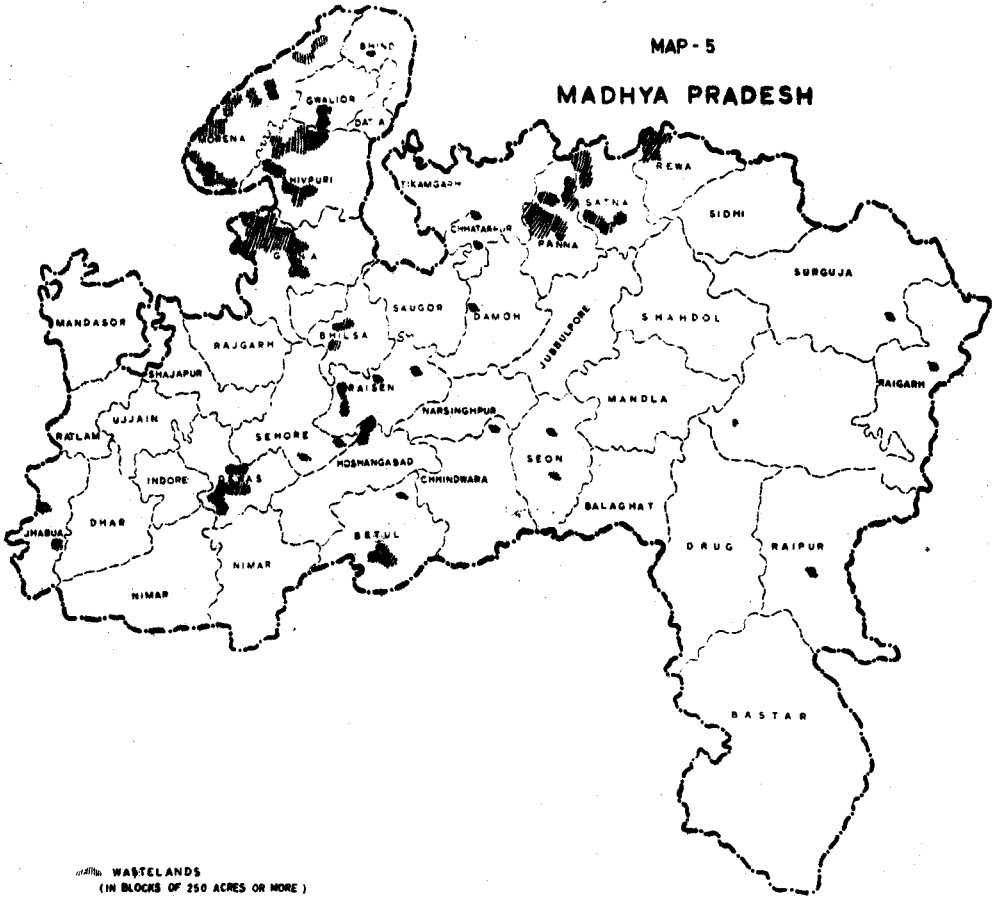 MAP - 5
MADHYA PRADESH
BHIND
GWALIOR
DATIA
MORENA
HIVPURI
TIKAMGARH
REWA
SATNA
SIDHI
CHHATARPUR
PANNA
SURGUJA
MANDASOR
SAUGOR
DAMOH
JUBBULPORE
SHAHDOL
RAJGARH
BHILSA
SHAJAPUR
RAISEN
RAIGARH
NARSINGHPUR
MANDLA
UJJAIN
RATLAM
SEHORE
HOSHANGABAD
SEON
INDORE
DEWAS
CHHINDWARA
BALAGHAT
DHAR
JHABUA
BETUL
DRUG
RAIPUR
NIMAR
NIMAR
BASTAR
WASTELANDS
(IN BLOCKS OF 250 ACRES OR MORE)